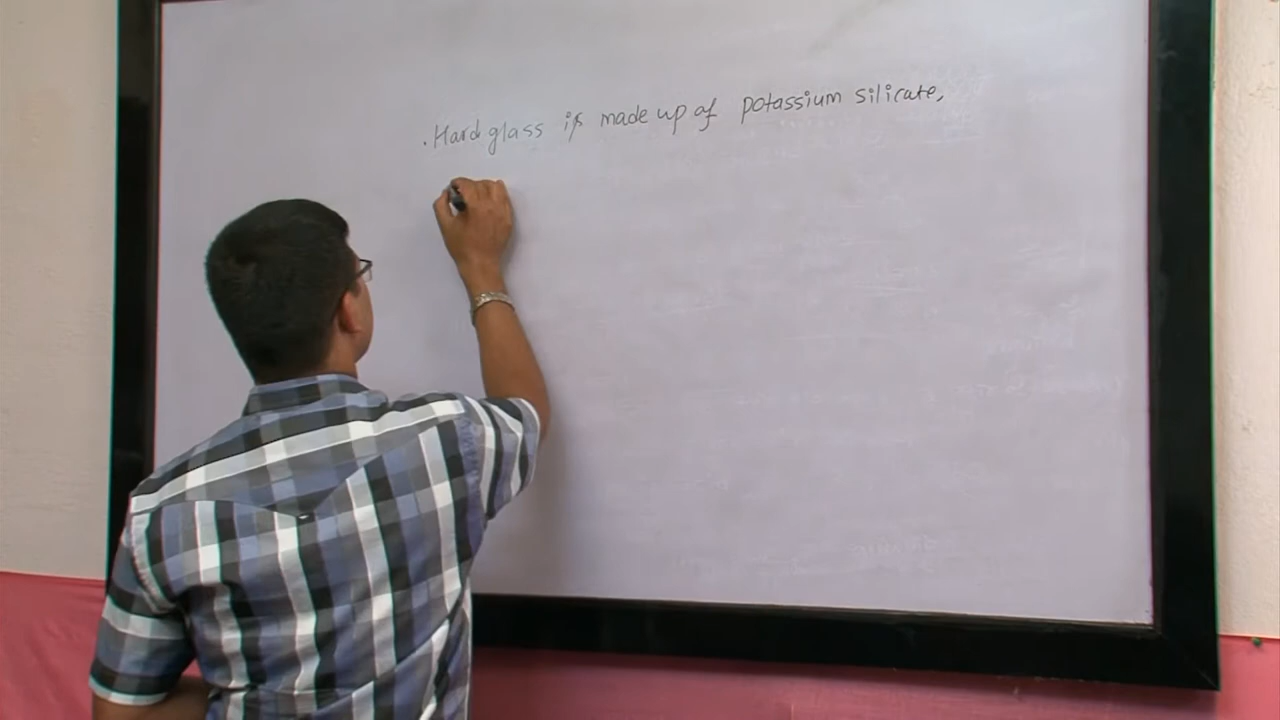 . Hard glass is made up of potassium silicate,